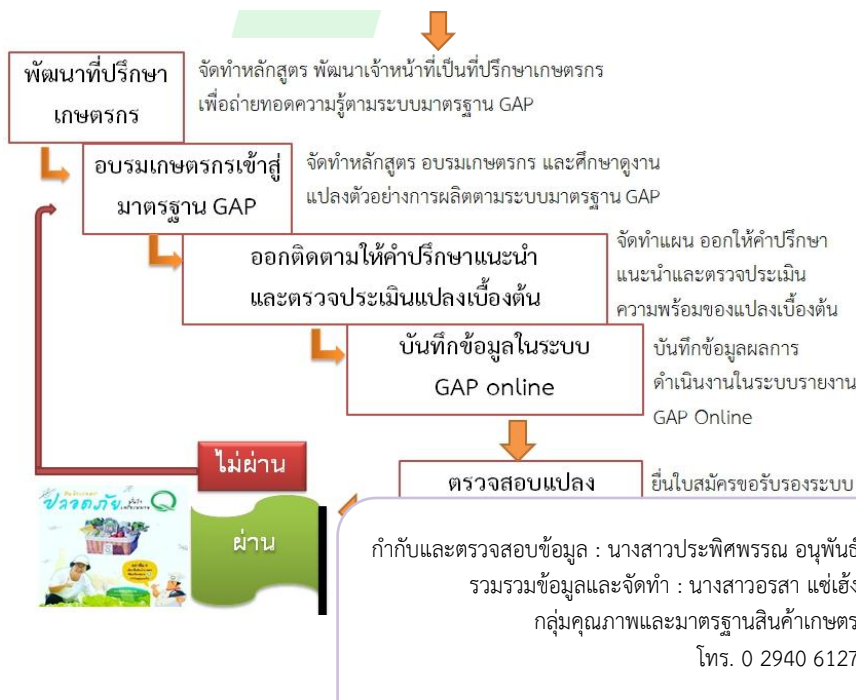 พัฒนาที่ปรึกษา
เกษตรกร
จัดทำหลักสูตร พัฒนาเจ้าหน้าที่เป็นที่ปรึกษาเกษตรกร
เพื่อถ่ายทอดความรู้ตามระบบมาตรฐาน GAP
อบรมเกษตรกรเข้าสู่
มาตรฐาน GAP
จัดทำหลักสูตร อบรมเกษตรกร และศึกษาดูงาน
แปลงตัวอย่างการผลิตตามระบบมาตรฐาน GAP
ออกติดตามให้คำปรึกษาแนะนำ
และตรวจประเมินแปลงเบื้องต้น
จัดทำแผน ออกให้คำปรึกษา
แนะนำและตรวจประเมิน
ความพร้อมของแปลงเบื้องต้น
บันทึกข้อมูลในระบบ
GAP online
บันทึกข้อมูลผลการ
ดำเนินงานในระบบรายงาน
GAP Online
ไม่ผ่าน
ตรวจสอบแปลง
ยื่นใบสมัครขอรับรองระบบ
ปลอดภัย
Q
ผ่าน
กำกับและตรวจสอบข้อมูล : นางสาวประพิศพรรณ อนุพันธ์
รวมรวมข้อมูลและจัดทำ : นางสาวอรสา แซ่เฮ้ง
กลุ่มคุณภาพและมาตรฐานสินค้าเกษตร
โทร. 0 2940 6127